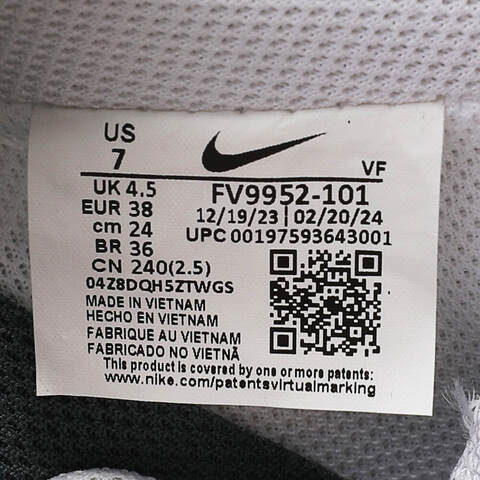 US
7
VF
UK 4.5
EUR 38
cm 24
BR 36
CN 240(2.5)
FV9952-101
12/19/23 | 02/20/24
UPC 00197593643001
04Z8DQH5ZTWGS
MADE IN VIETNAM
HECHO EN VIETNAM
FABRIQUE AU VIETNAM
FABRICADO NO VIETNÃ
This product is covered by one or more patents:
www.nike.com/patentsvirtualmarking